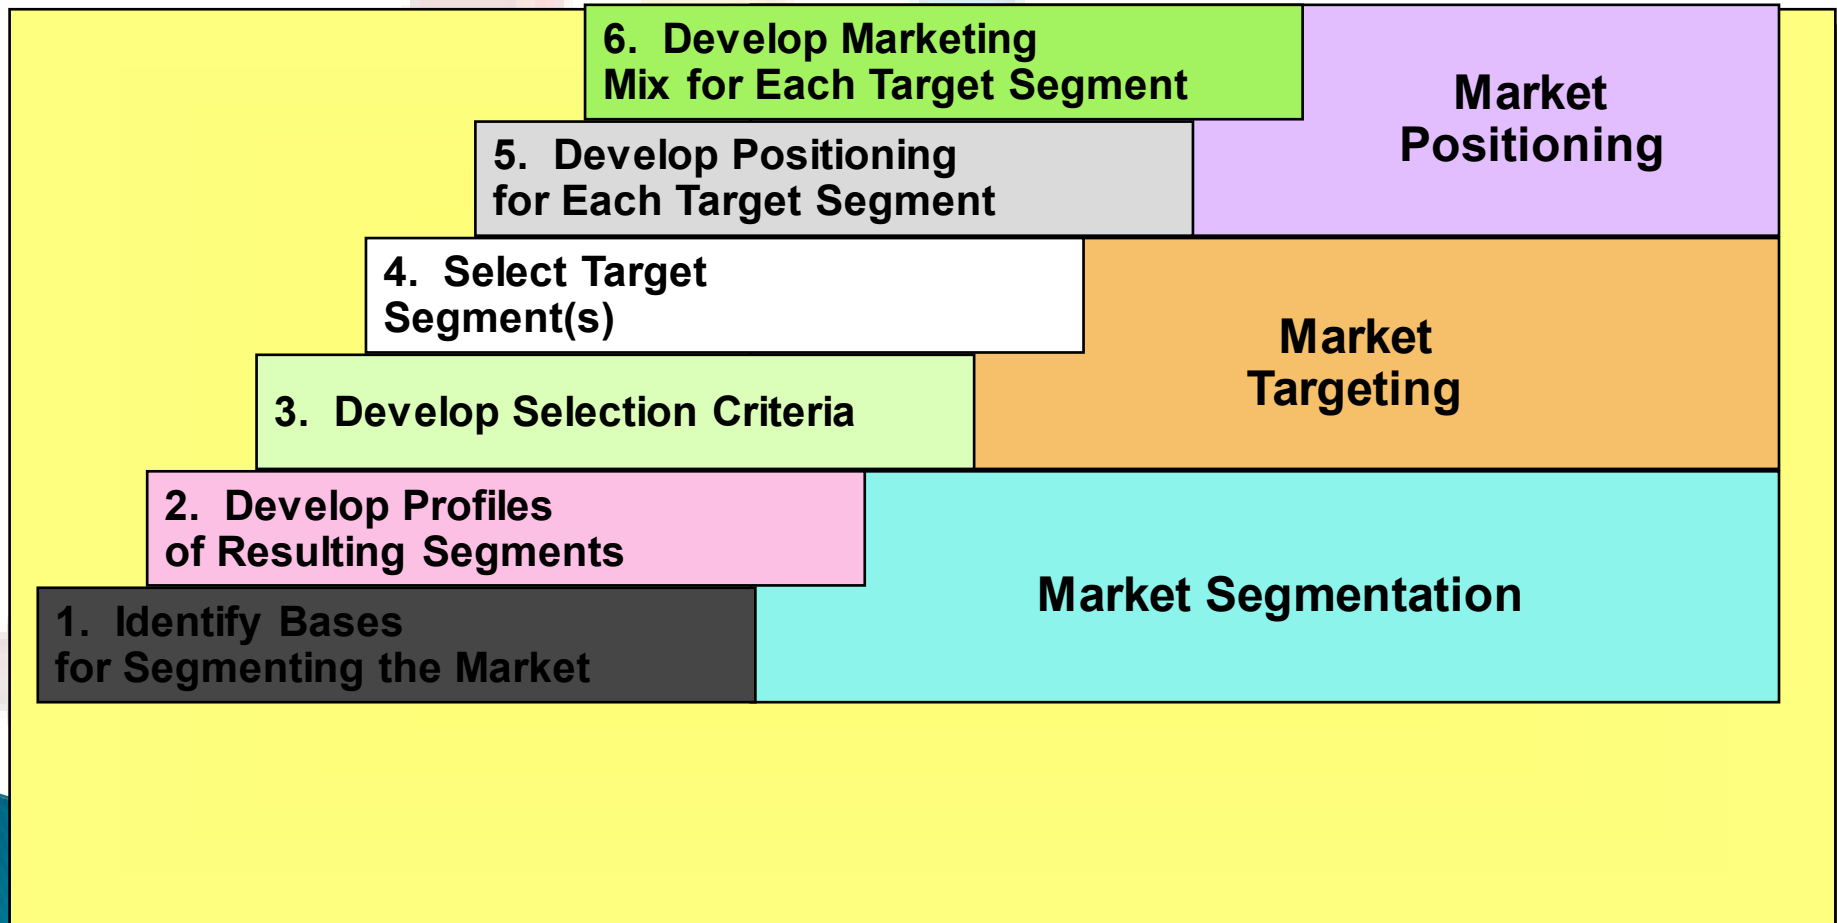 6. Develop Marketing
Mix for Each Target Segment
Market
Positioning
5. Develop Positioning
for Each Target Segment
4. Select Target
Segment(s)
Market
Targeting
3. Develop Selection Criteria
2. Develop Profiles
of Resulting Segments
Market Segmentation
1. Identify Bases
for Segmenting the Market